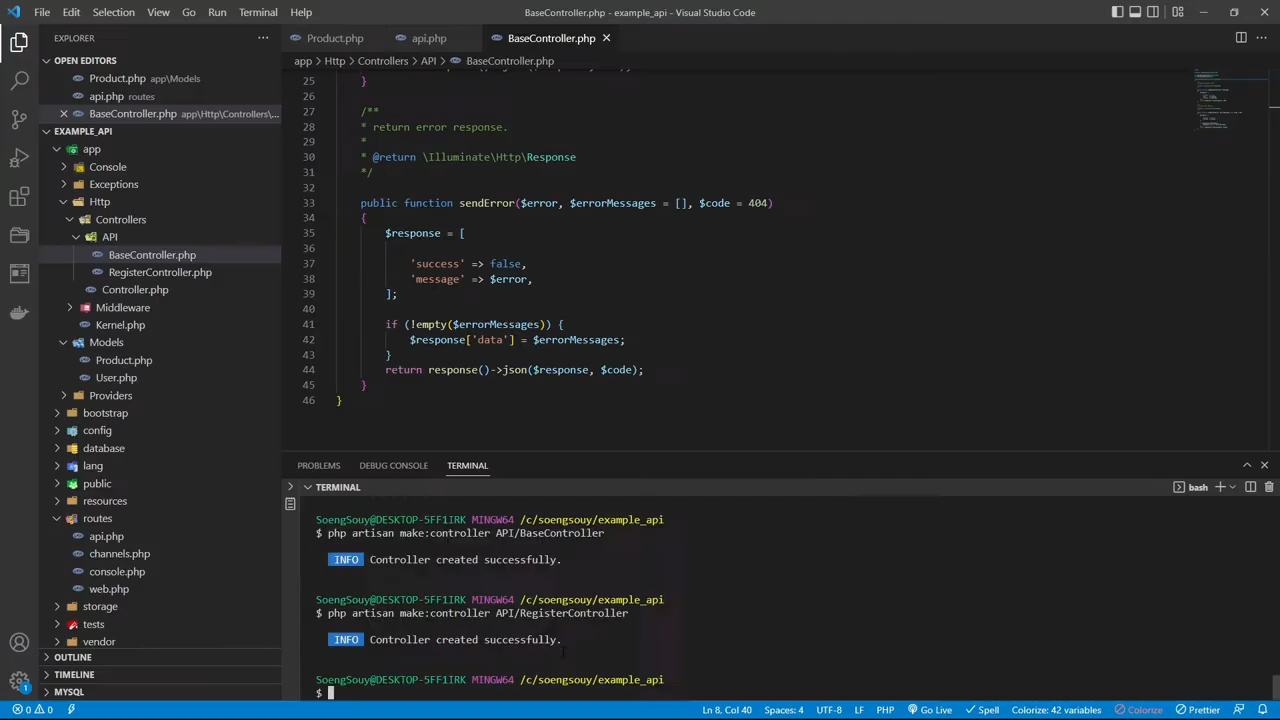 File Edit Selection View Go Run Terminal Help
BaseController.php - example_api - Visual Studio Code
EXPLORER
OPEN EDITORS
Product.php app\Models
api.php routes
BaseController.php app\Http\Controllers\...
EXAMPLE_API
app
Console
Exceptions
Http
Controllers
API
BaseController.php
RegisterController.php
Controller.php
Middleware
Kernel.php
Models
Product.php
User.php
Providers
bootstrap
config
database
lang
public
resources
routes
api.php
channels.php
console.php
web.php
storage
tests
vendor
OUTLINE
TIMELINE
MYSQL
Product.php api.php BaseController.php
app > Http > Controllers > API > BaseController.php
25 }
26
27 /**
28 * return error response.
29 *
30 * @return \Illuminate\Http\Response
31 */
32
33 public function sendError($error, $errorMessages = [], $code = 404)
34 {
35 $response = [
36
37 'success' => false,
38 'message' => $error,
39 ];
40
41 if (!empty($errorMessages)) {
42 $response['data'] = $errorMessages;
43 }
44 return response()->json($response, $code);
45 }
46 }
PROBLEMS DEBUG CONSOLE TERMINAL
TERMINAL
bash
SoengSouy@DESKTOP-5FF1IRK MINGW64 /c/soengsouy/example_api
$ php artisan make:controller API/BaseController
INFO Controller created successfully.
SoengSouy@DESKTOP-5FF1IRK MINGW64 /c/soengsouy/example_api
$ php artisan make:controller API/RegisterController
INFO Controller created successfully.
SoengSouy@DESKTOP-5FF1IRK MINGW64 /c/soengsouy/example_api
$
1
0 0 Ln 8, Col 40 Spaces: 4 UTF-8 LF PHP Go Live Spell Colorize: 42 variables Colorize Prettier